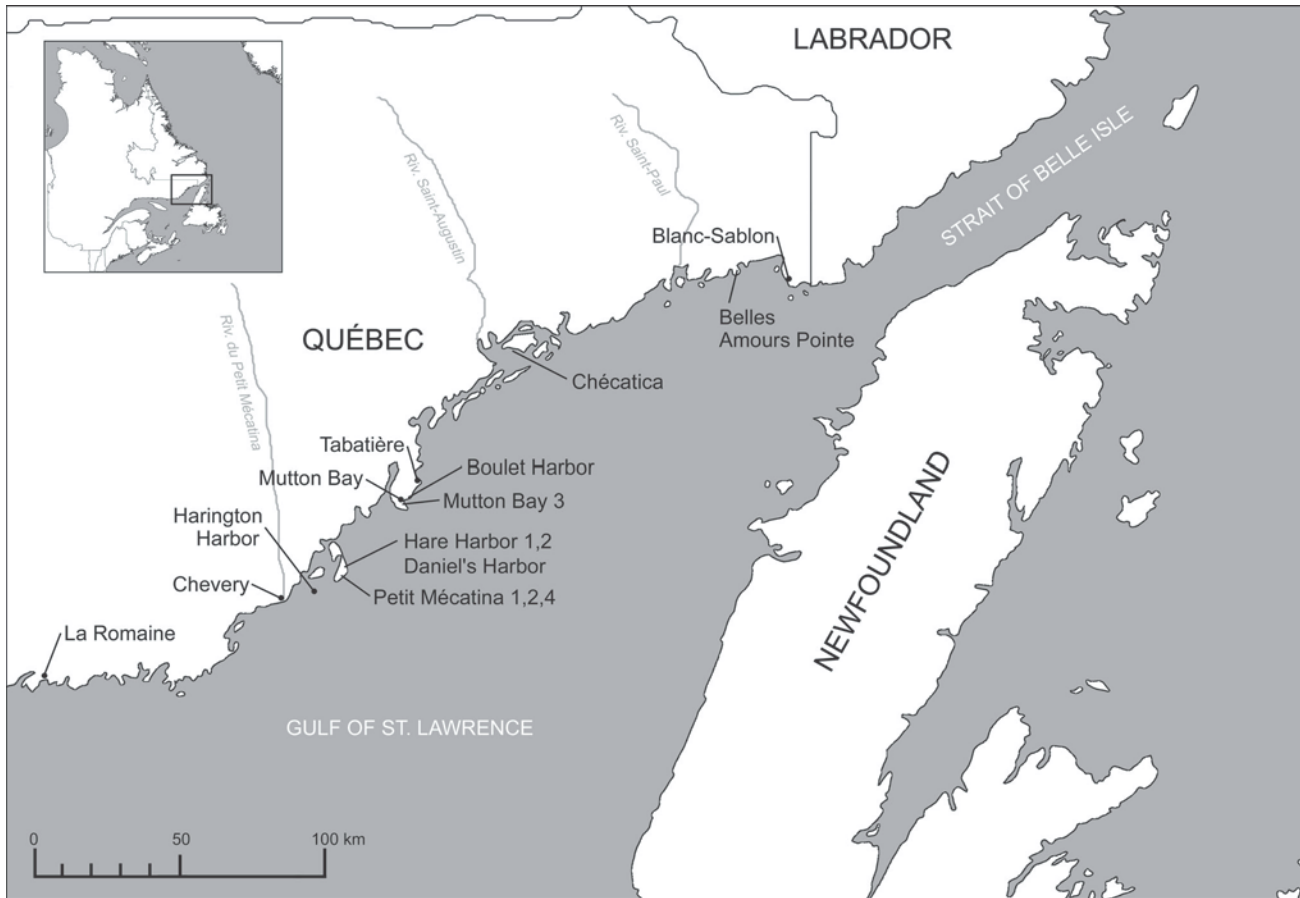 LABRADOR
Riv. Saint-Augustin
Riv. Saint-Paul
STRAIT OF BELLE ISLE
Blanc-Sablon
Belles
Amours Pointe
Riv. du Petit Mécatina
QUÉBEC
Chécatica
Tabatière
Boulet Harbor
Mutton Bay
Mutton Bay 3
Harington
Harbor
Hare Harbor 1,2
Daniel's Harbor
Chevery
Petit Mécatina 1,2,4
NEWFOUNDLAND
La Romaine
GULF OF ST. LAWRENCE
0 50 100 km